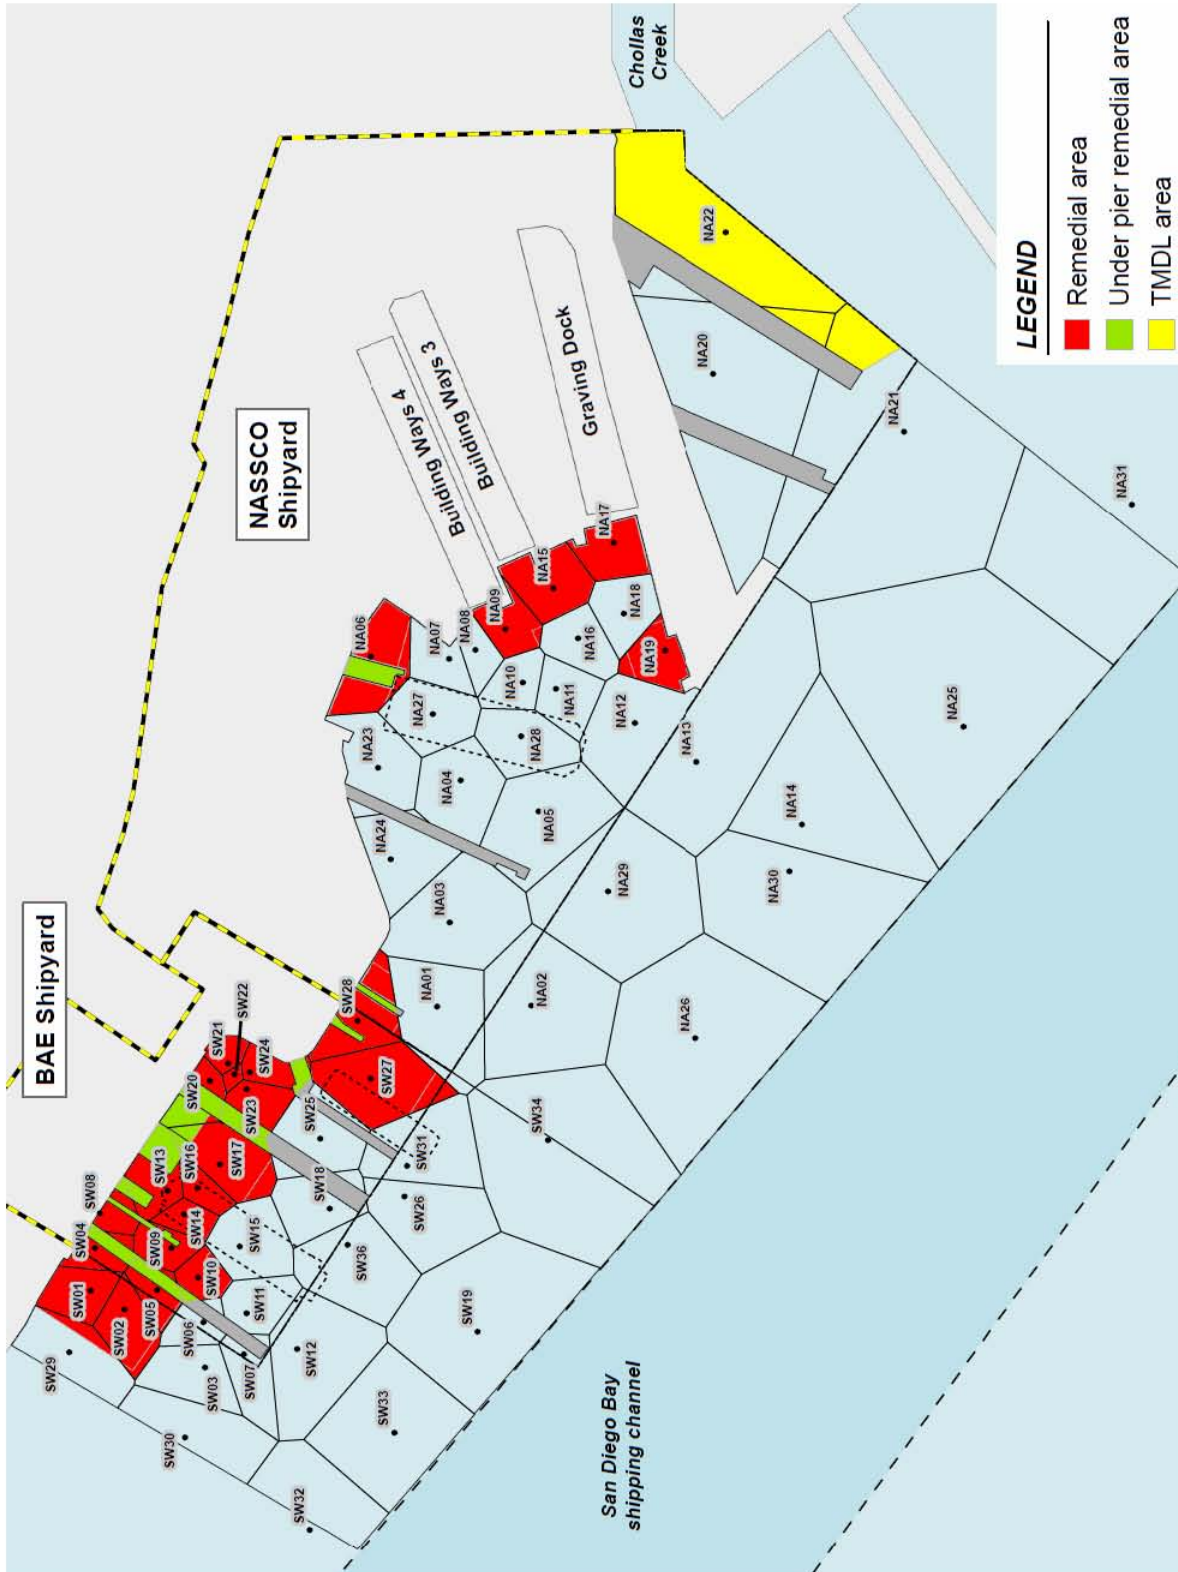 BAE Shipyard
NASSCO
Shipyard
Chollas
Creek
Building Ways 4
Building Ways 3
Graving Dock
San Diego Bay
shipping channel
SW29
SW01
SW02
SW04
SW08
SW05
SW09
SW10
SW06
SW03
SW07
SW11
SW12
SW13
SW14
SW15
SW16
SW17
SW18
SW20
SW21
SW22
SW23
SW24
SW25
SW26
SW27
SW28
SW30
SW31
SW32
SW33
SW34
SW36
SW19
NA01
NA02
NA03
NA04
NA05
NA06
NA07
NA08
NA09
NA10
NA11
NA12
NA13
NA14
NA15
NA16
NA17
NA18
NA19
NA20
NA21
NA22
NA23
NA24
NA25
NA26
NA27
NA28
NA29
NA30
NA31
LEGEND
Remedial area
Under pier remedial area
TMDL area